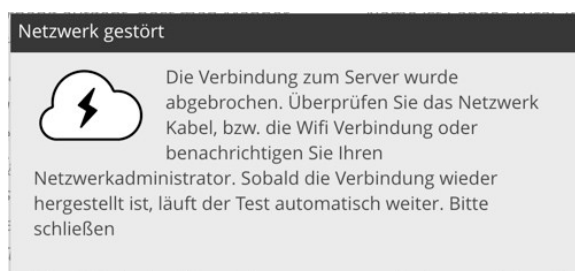 Netzwerk gestört
Die Verbindung zum Server wurde
abgebrochen. Überprüfen Sie das Netzwerk
Kabel, bzw. die Wifi Verbindung oder
benachrichtigen Sie Ihren
Netzwerkadministrator. Sobald die Verbindung wieder
hergestellt ist, läuft der Test automatisch weiter. Bitte
schließen